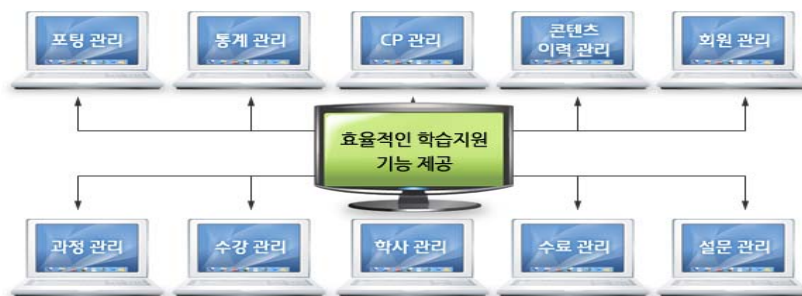 포팅 관리
통계 관리
CP 관리
콘텐츠
이력 관리
회원 관리
효율적인 학습지원
기능 제공
과정 관리
수강 관리
학사 관리
수료 관리
설문 관리